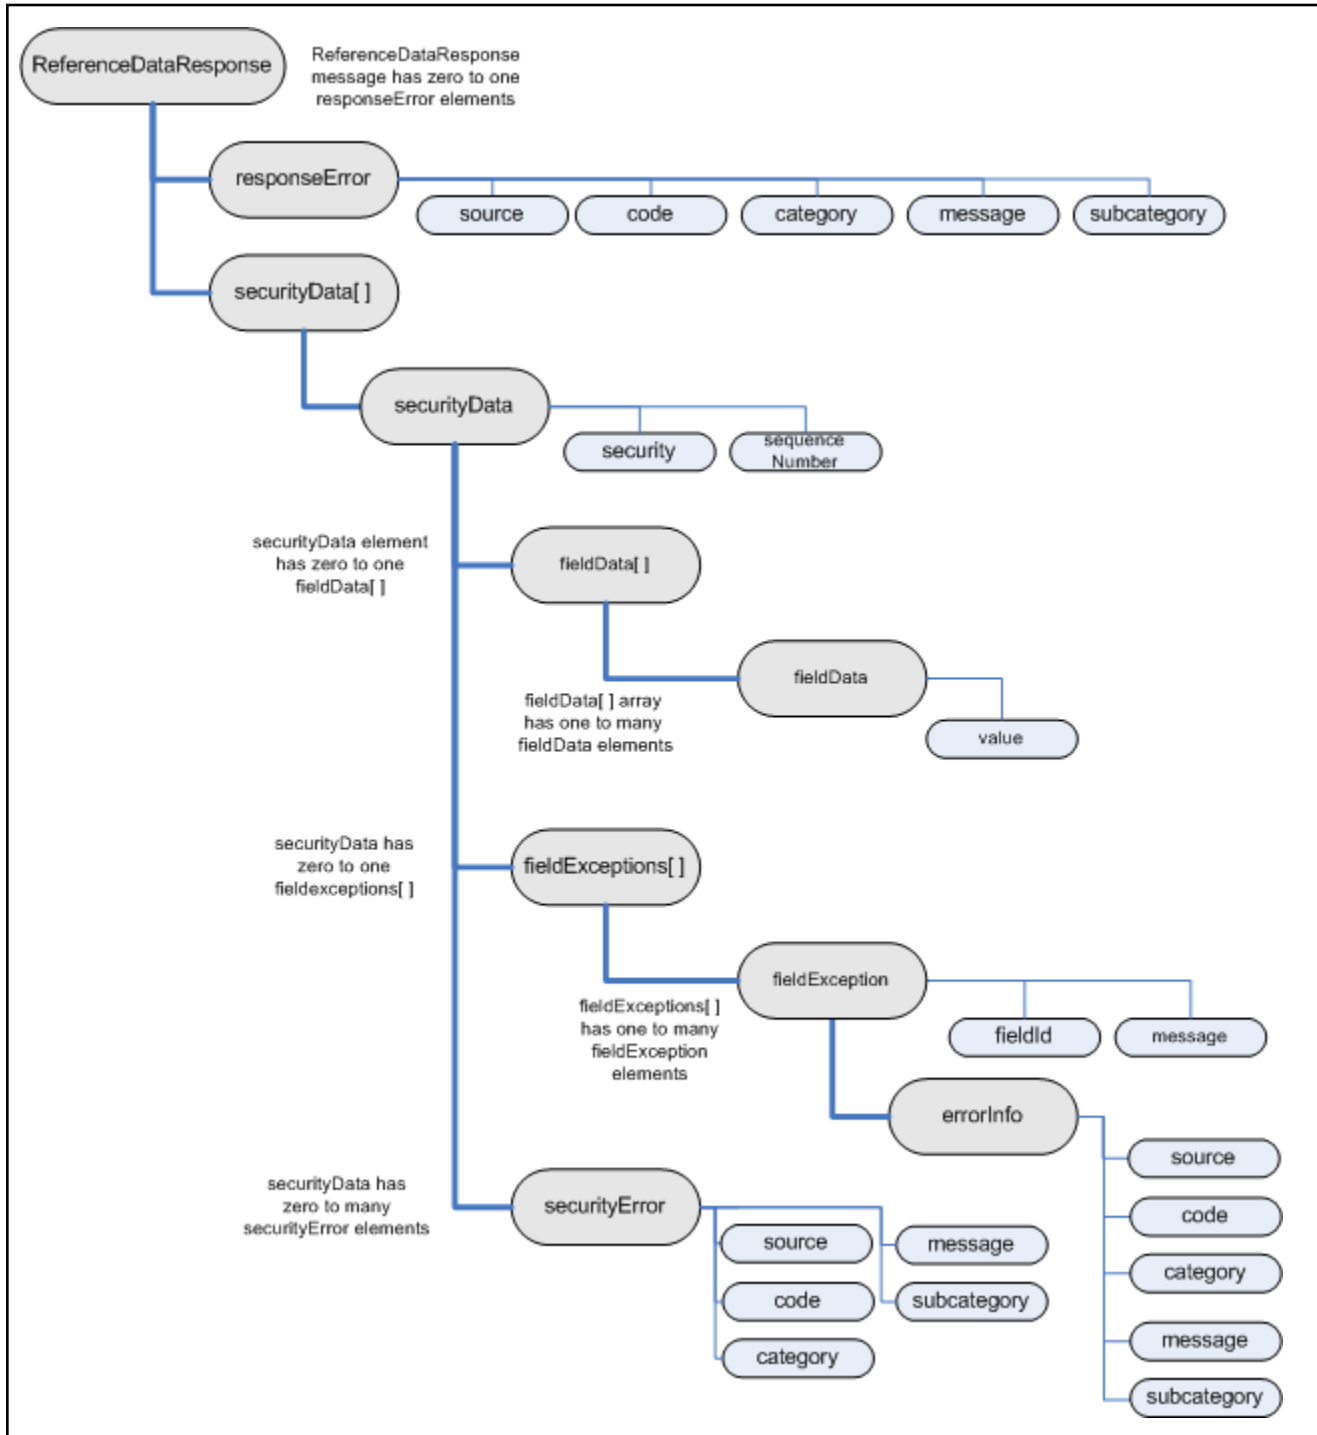 ReferenceDataResponse
ReferenceDataResponse
message has zero to one
responseError elements
responseError
source
code
category
message
subcategory
securityData[ ]
securityData
security
sequence
Number
securityData element
has zero to one
fieldData[ ]
fieldData[ ]
fieldData
fieldData[ ] array
has one to many
fieldData elements
value
securityData has
zero to one
fieldexceptions[ ]
fieldExceptions[ ]
fieldException
fieldExceptions[ ]
has one to many
fieldException
elements
fieldId
message
errorInfo
source
code
category
message
subcategory
securityData has
zero to many
securityError elements
securityError
source
message
code
subcategory
category